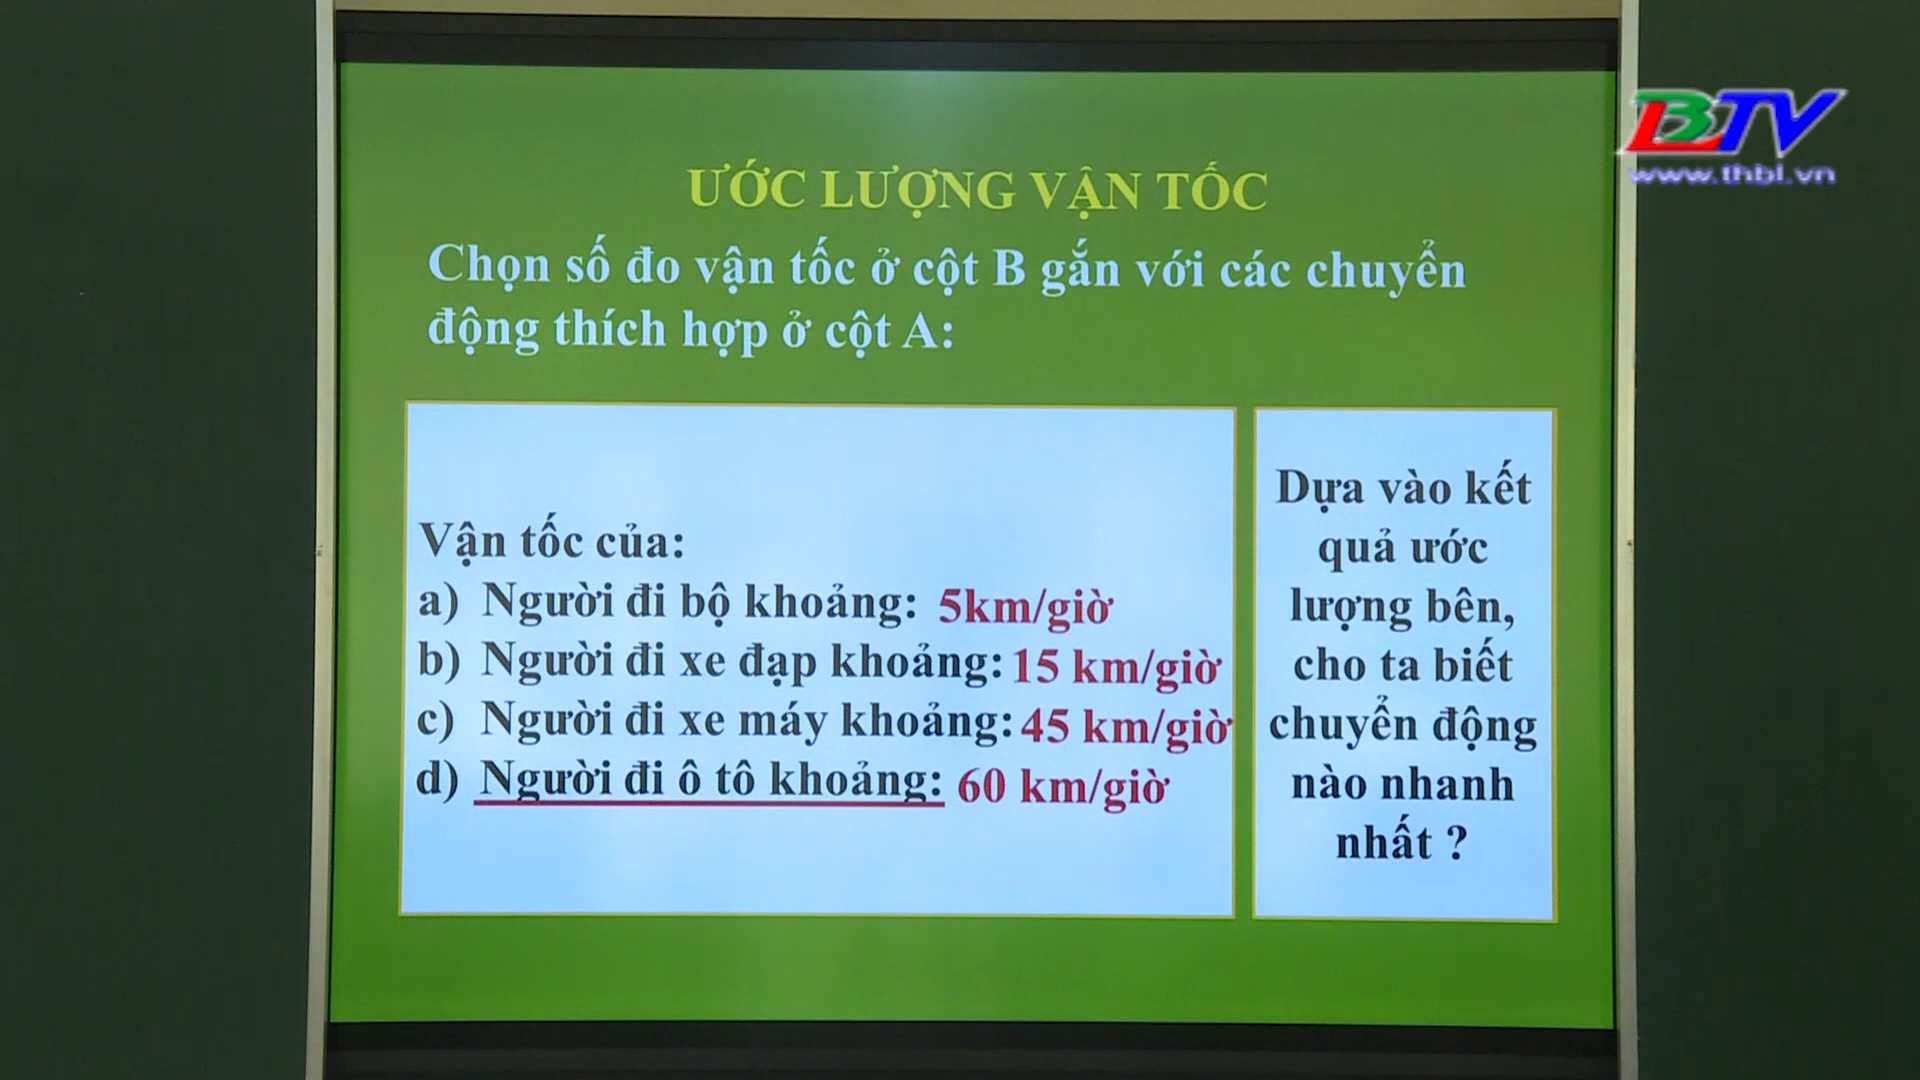 BTV
www.thbl.vn
ƯỚC LƯỢNG VẬN TỐC
Chọn số đo vận tốc ở cột B gắn với các chuyển
động thích hợp ở cột A:
Vận tốc của:
a) Người đi bộ khoảng: 5km/giờ
b) Người đi xe đạp khoảng: 15 km/giờ
c) Người đi xe máy khoảng: 45 km/giờ
d) Người đi ô tô khoảng: 60 km/giờ
Dựa vào kết
quả ước
lượng bên,
cho ta biết
chuyển động
nào nhanh
nhất ?